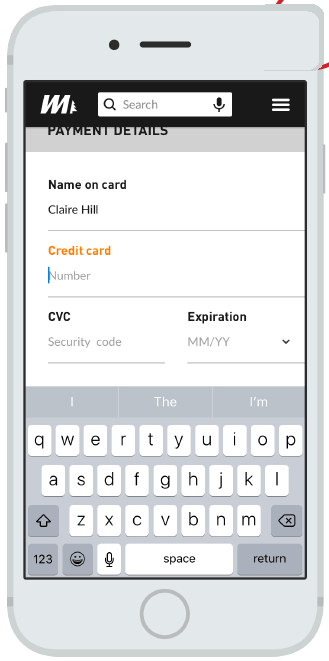 M
Search
PAYMENT DETAILS
Name on card
Claire Hill
Credit card
Number
CVC Expiration
Security code MM/YY
I The I'm
q w e r t y u i o p
a s d f g h j k l
z x c v b n m
123 space return